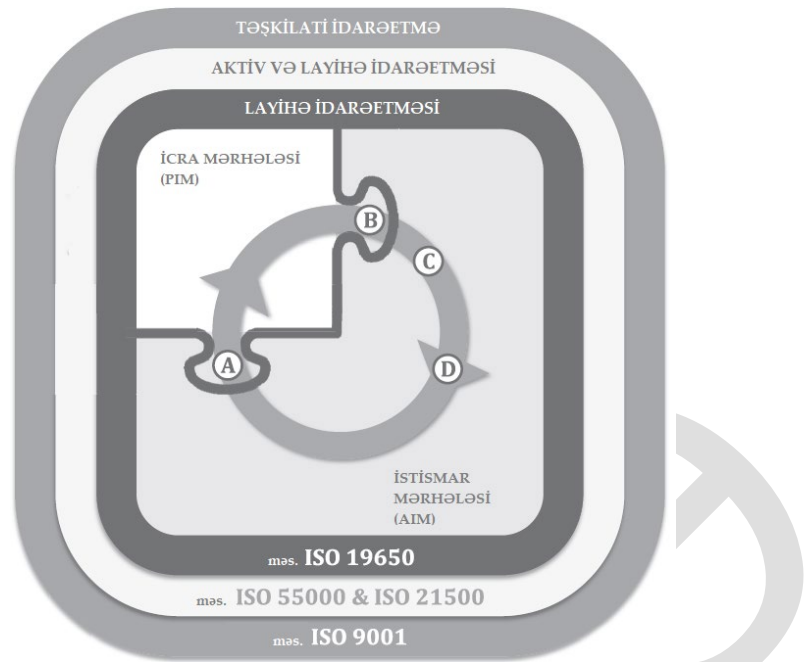 TƏŞKİLATİ İDARƏETMƏ
AKTİV VƏ LAYİHƏ İDARƏETMƏSİ
LAYİHƏ İDARƏETMƏSİ
İCRA MƏRHƏLƏSİ
(PIM)
B
C
A
D
İSTİSMAR
MƏRHƏLƏSİ
(AIM)
məs. ISO 19650
məs. ISO 55000 & ISO 21500
məs. ISO 9001